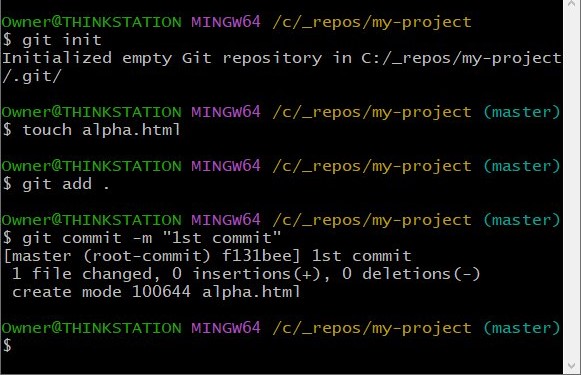 Owner@THINKSTATION MINGW64 /c/_repos/my-project
$ git init
Initialized empty Git repository in C:/_repos/my-project
/.git/
Owner@THINKSTATION MINGW64 /c/_repos/my-project (master)
$ touch alpha.html
Owner@THINKSTATION MINGW64 /c/_repos/my-project (master)
$ git add .
Owner@THINKSTATION MINGW64 /c/_repos/my-project (master)
$ git commit -m "1st commit"
[master (root-commit) f131bee] 1st commit
 1 file changed, 0 insertions(+), 0 deletions(-)
 create mode 100644 alpha.html
Owner@THINKSTATION MINGW64 /c/_repos/my-project (master)
$